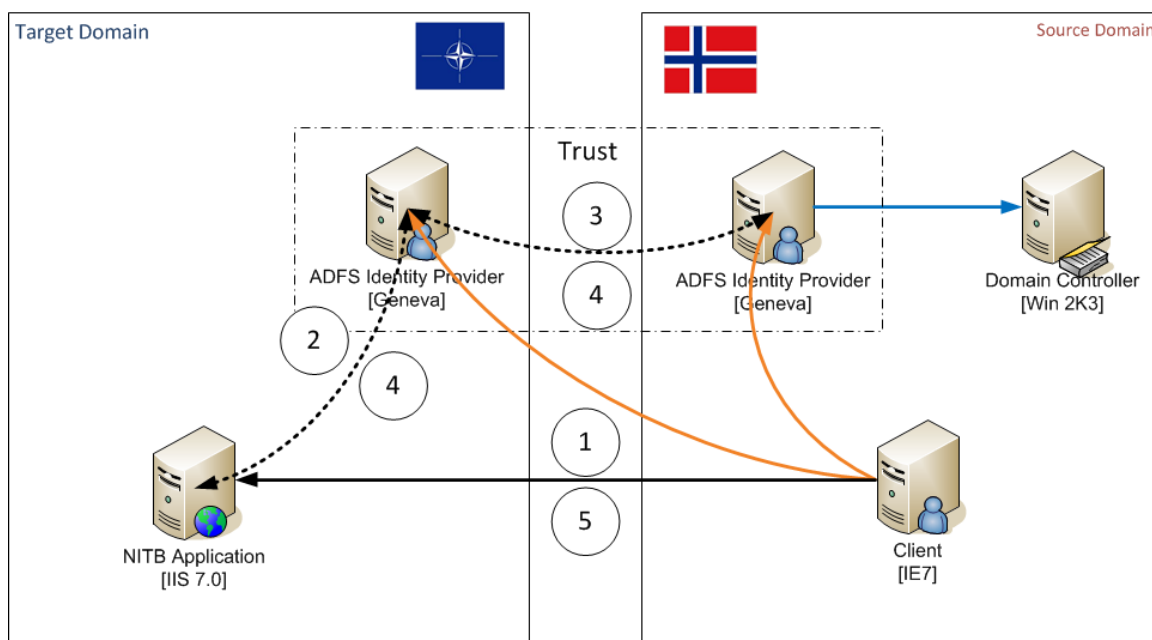 Target Domain
Source Domain
Trust
3
ADFS Identity Provider
[Geneva]
ADFS Identity Provider
[Geneva]
Domain Controller
[Win 2K3]
4
2
4
1
5
NITB Application
[IIS 7.0]
Client
[IE7]